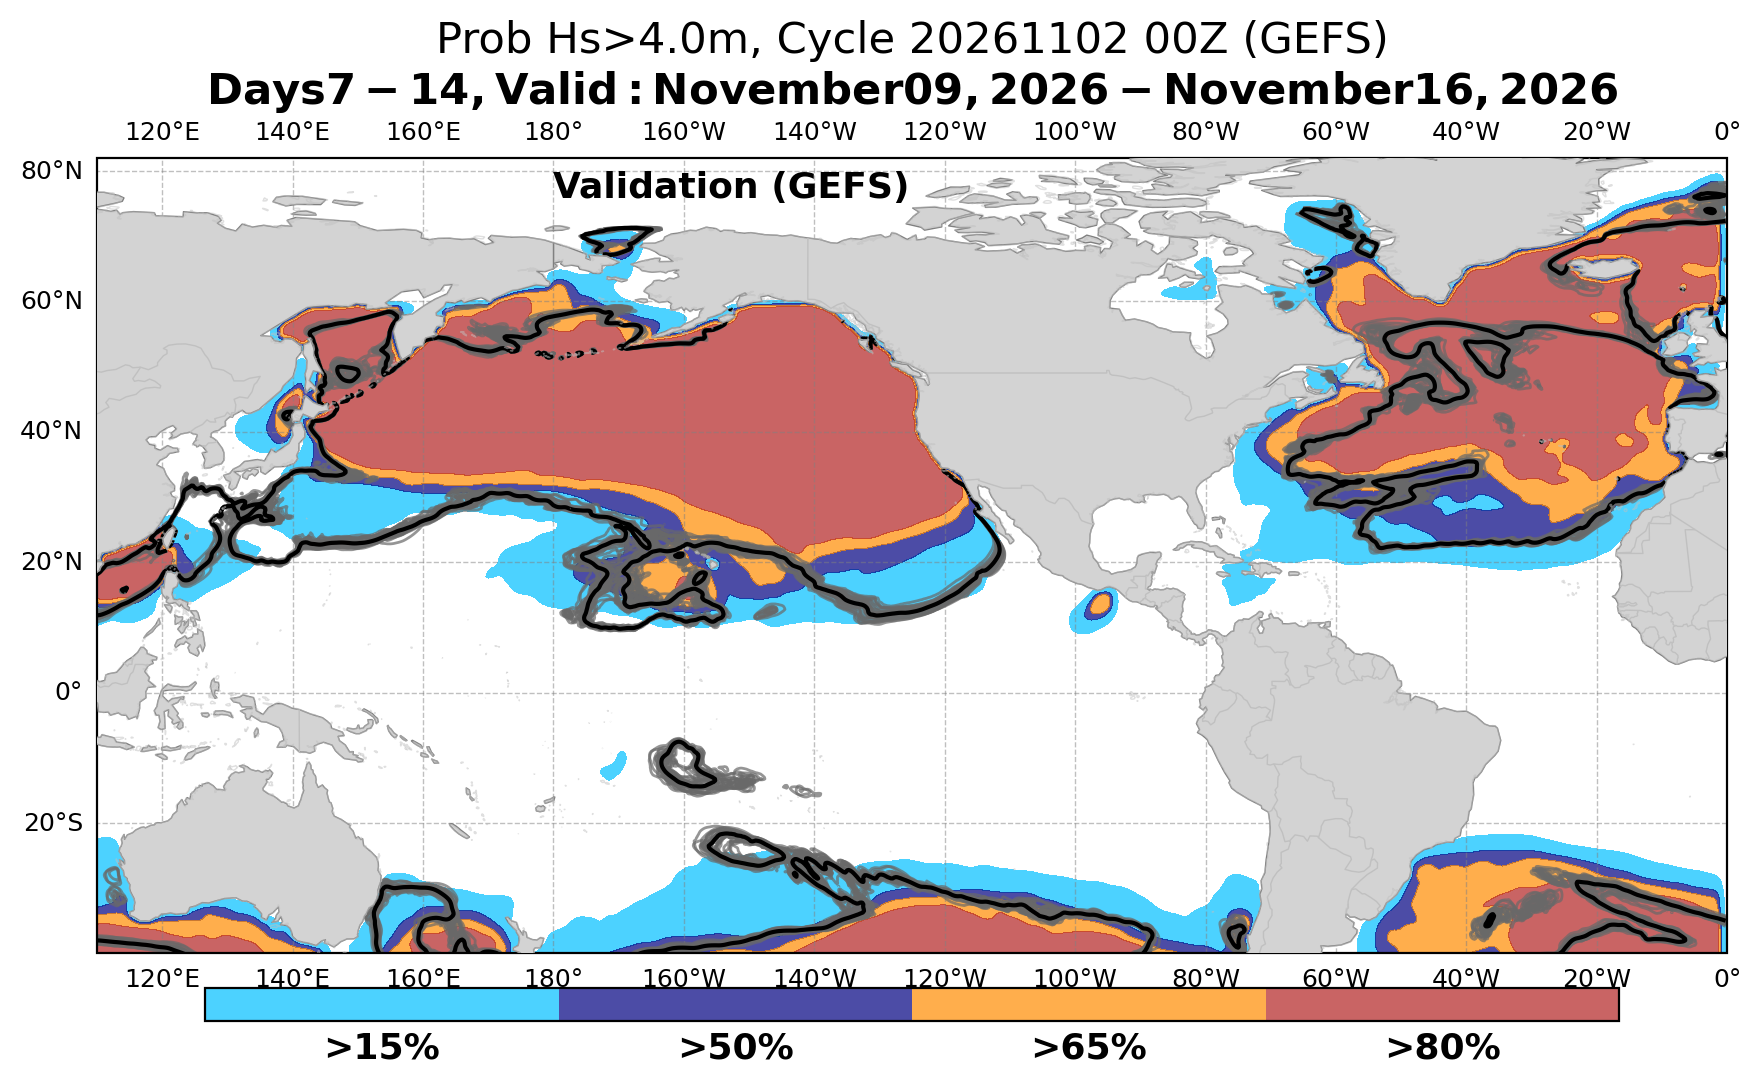 Prob Hs>4.0m, Cycle 20261102 00Z (GEFS)
Days7 − 14, Valid : November09, 2026 − November16, 2026
120°E 140°E 160°E 180° 160°W 140°W 120°W 100°W 80°W 60°W 40°W 20°W 0°
80°N
Validation (GEFS)
60°N
40°N
20°N
0°
20°S
120°E 140°E 160°E 180° 160°W 140°W 120°W 100°W 80°W 60°W 40°W 20°W 0°
>15% >50% >65% >80%